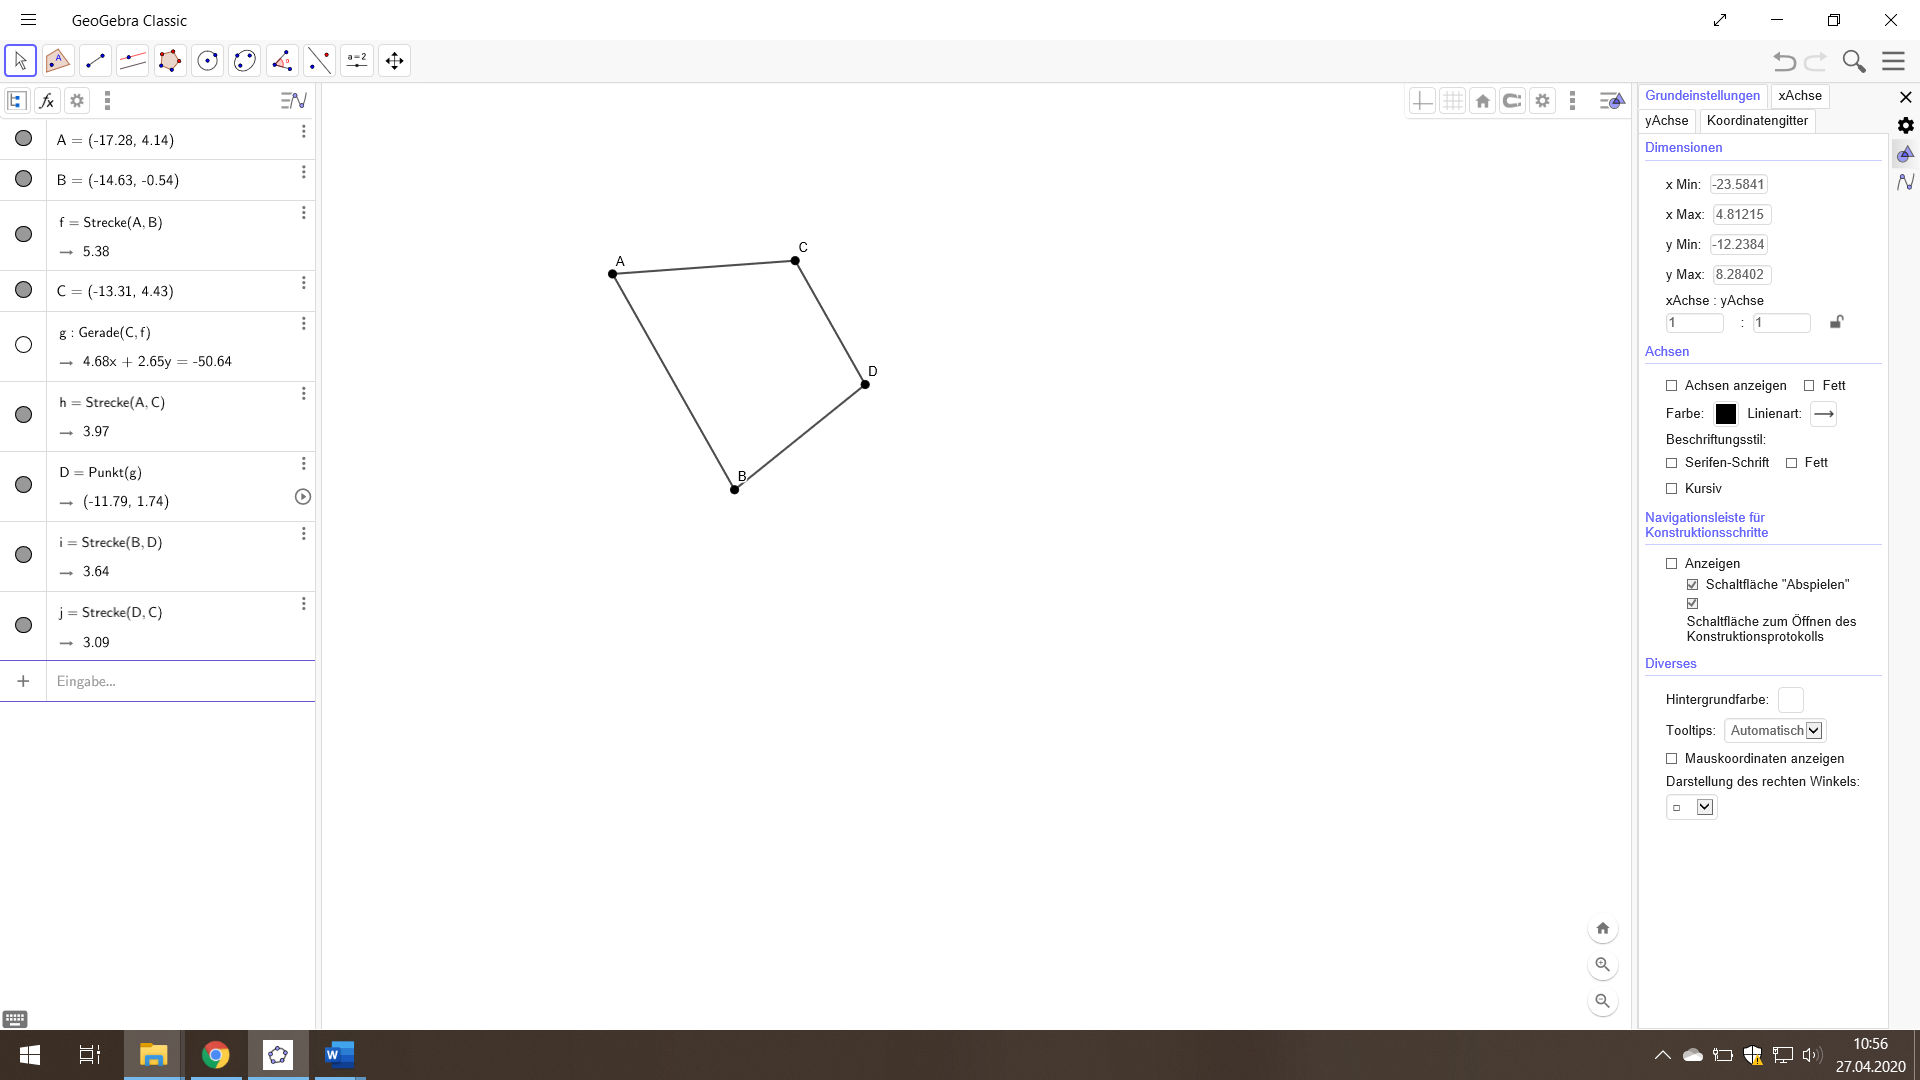 GeoGebra Classic
A
a=2
fx
A = (-17.28, 4.14)
B = (-14.63, -0.54)
f = Strecke(A, B)
→ 5.38
C = (-13.31, 4.43)
g : Gerade(C, f)
→ 4.68x + 2.65y = -50.64
h = Strecke(A, C)
→ 3.97
D = Punkt(g)
→ (-11.79, 1.74)
i = Strecke(B, D)
→ 3.64
j = Strecke(D, C)
→ 3.09
+ Eingabe...
A
C
D
B
Grundeinstellungen xAchse
yAchse Koordinatengitter
Dimensionen
x Min: -23.5841
x Max: 4.81215
y Min: -12.2384
y Max: 8.28402
xAchse : yAchse
1 : 1
Achsen
Achsen anzeigen Fett
Farbe: Linienart:
Beschriftungsstil:
Serifen-Schrift Fett
Kursiv
Navigationsleiste für
Konstruktionsschritte
Anzeigen
Schaltfläche "Abspielen"
Schaltfläche zum Öffnen des
Konstruktionsprotokolls
Diverses
Hintergrundfarbe:
Tooltips: Automatisch
Mauskoordinaten anzeigen
Darstellung des rechten Winkels:
W
10:56
27.04.2020